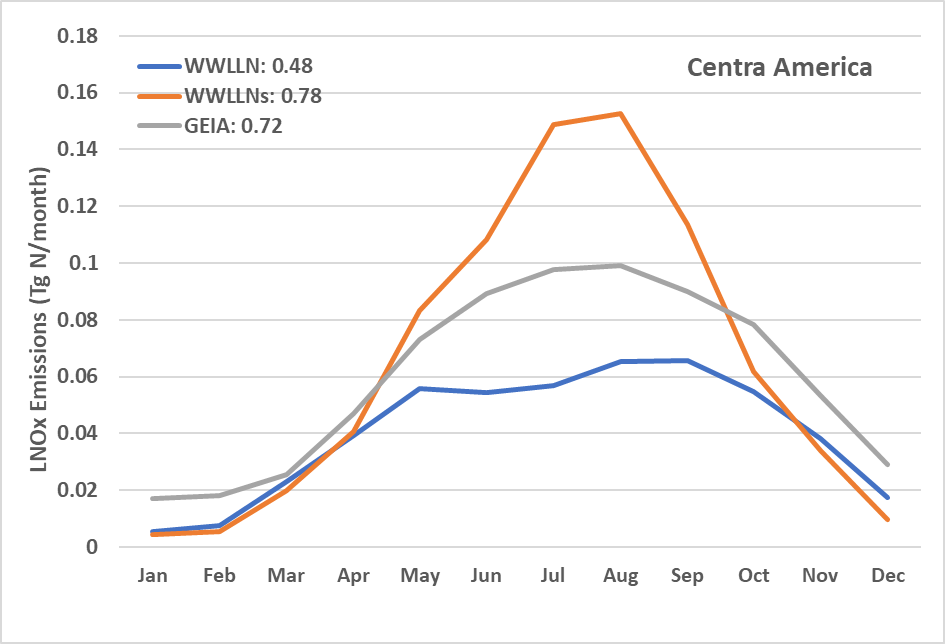 0.18
0.16
0.14
0.12
0.1
0.08
0.06
0.04
0.02
0
LNOx Emissions (Tg N/month)
WWLLN: 0.48
WWLLNs: 0.78
GEIA: 0.72
Centra America
Jan Feb Mar Apr May Jun Jul Aug Sep Oct Nov Dec